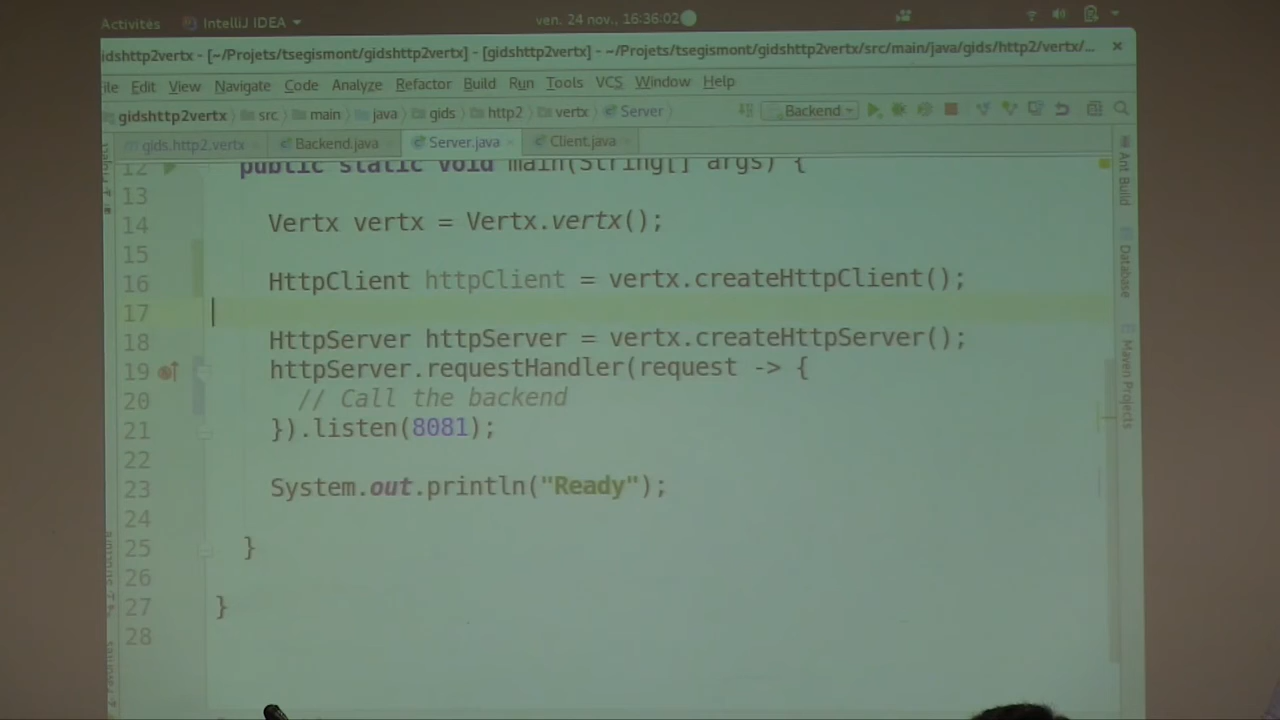 Activités IntelliJ IDEA ven. 24 nov., 16:36:02
gidshttp2vertx - [~/Projets/tsegismont/gidshttp2vertx] - [gidshttp2vertx] - ~/Projets/tsegismont/gidshttp2vertx/src/main/java/gids/http2/vertx/...
ile Edit View Navigate Code Analyze Refactor Build Run Tools VCS Window Help
gidshttp2vertx src main java gids http2 vertx Server Backend
gids.http2.vertx Backend.java Server.java Client.java
12 public static void main(String[] args) {
13
14 Vertx vertx = Vertx.vertx();
15
16 HttpClient httpClient = vertx.createHttpClient();
17
18 HttpServer httpServer = vertx.createHttpServer();
19 httpServer.requestHandler(request -> {
20 // Call the backend
21 }).listen(8081);
22
23 System.out.println("Ready");
24
25 }
26
27 }
28
Ant Build
Database
Maven Projects